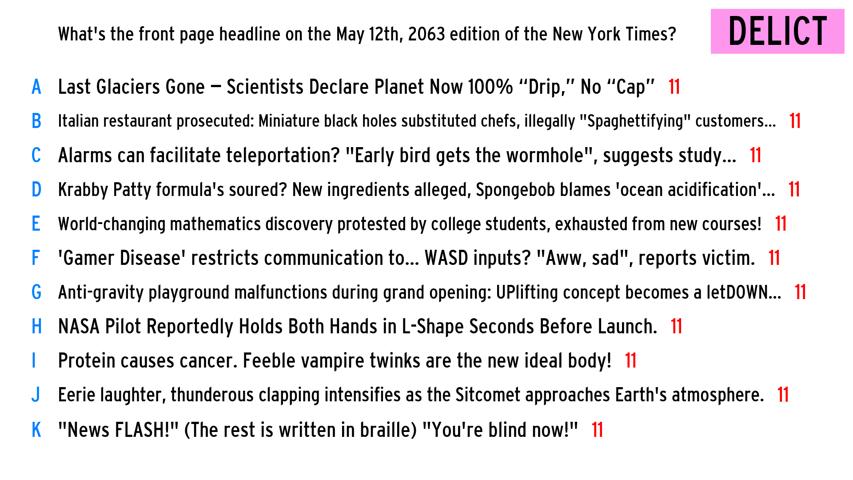 What's the front page headline on the May 12th, 2063 edition of the New York Times?
DELICT
A Last Glaciers Gone – Scientists Declare Planet Now 100% “Drip,” No “Cap” 11
B Italian restaurant prosecuted: Miniature black holes substituted chefs, illegally "Spaghettifying" customers... 11
C Alarms can facilitate teleportation? "Early bird gets the wormhole", suggests study... 11
D Krabby Patty formula's soured? New ingredients alleged, Spongebob blames 'ocean acidification'... 11
E World-changing mathematics discovery protested by college students, exhausted from new courses! 11
F 'Gamer Disease' restricts communication to... WASD inputs? "Aww, sad", reports victim. 11
G Anti-gravity playground malfunctions during grand opening: UPlifting concept becomes a letDOWN... 11
H NASA Pilot Reportedly Holds Both Hands in L-Shape Seconds Before Launch. 11
I Protein causes cancer. Feeble vampire twinks are the new ideal body! 11
J Eerie laughter, thunderous clapping intensifies as the Sitcomet approaches Earth's atmosphere. 11
K "News FLASH!" (The rest is written in braille) "You're blind now!" 11